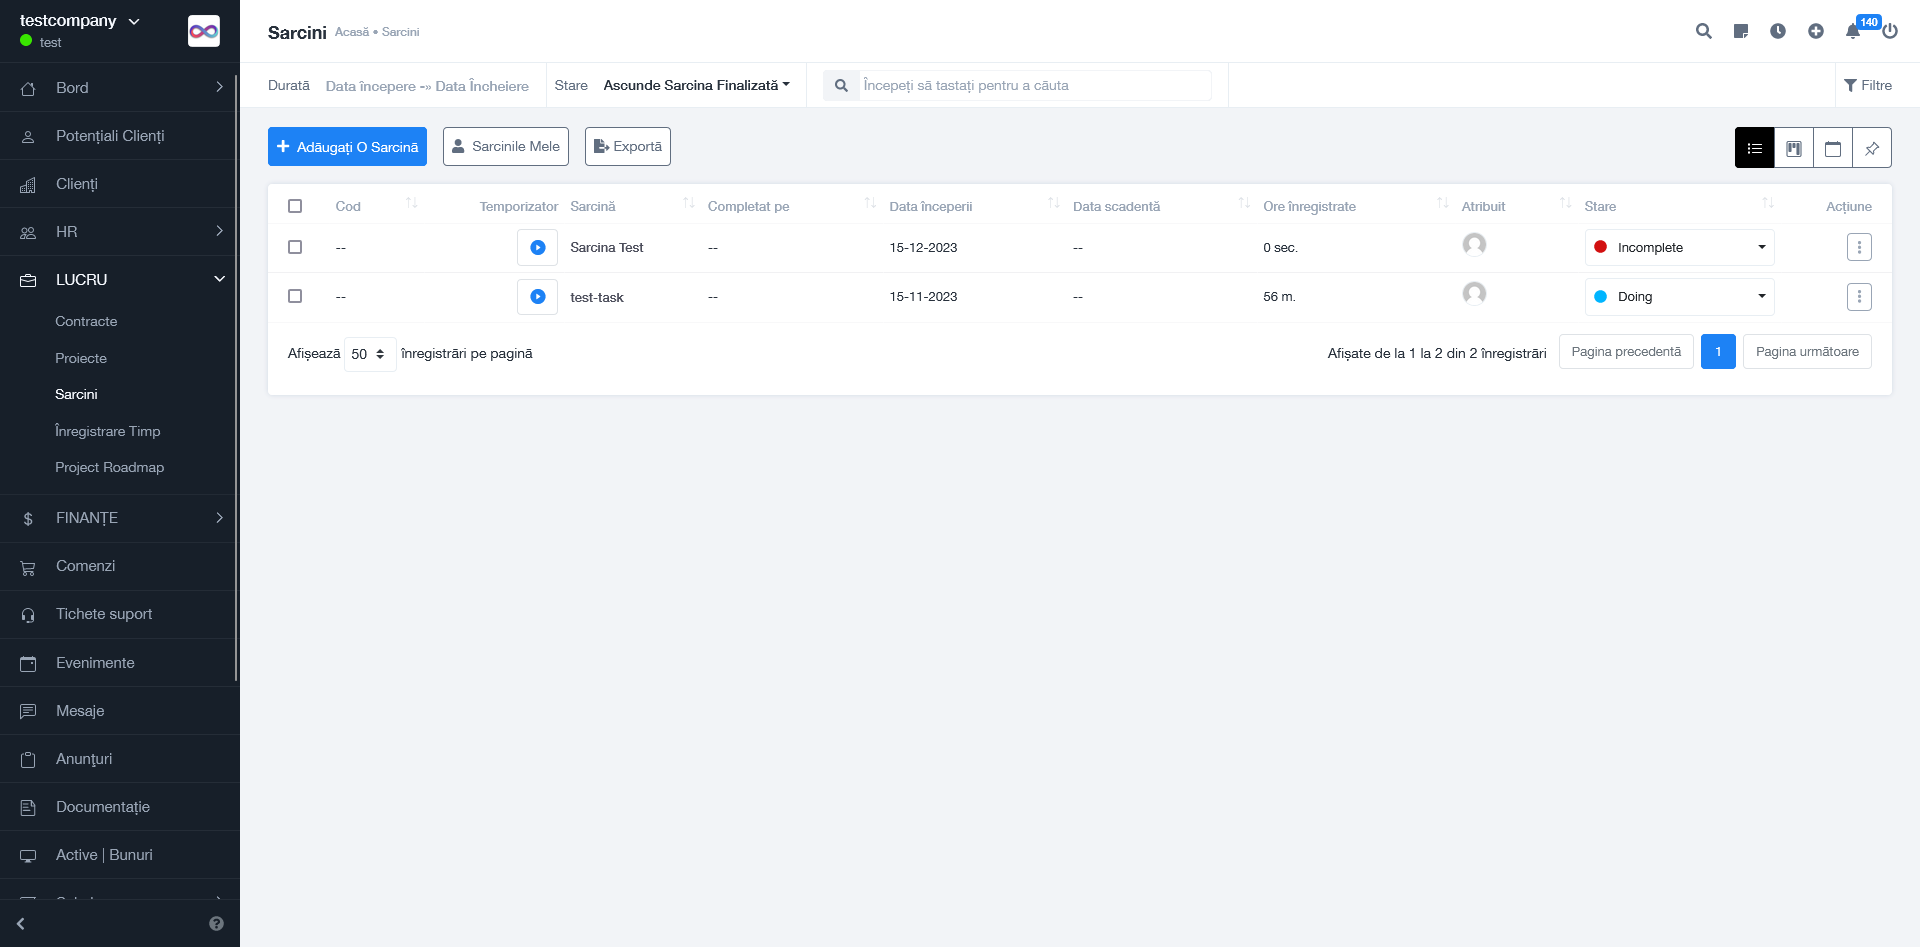 testcompany
test
Bord
Potențiali Clienți
Clienți
HR
LUCRU
Contracte
Proiecte
Sarcini
Înregistrare Timp
Project Roadmap
FINANȚE
Comenzi
Tichete suport
Evenimente
Mesaje
Anunțuri
Documentație
Active | Bunuri
Sarcini Acasă • Sarcini
140
Durată Data începere -» Data Încheiere Stare Ascunde Sarcina Finalizată Începeți să tastați pentru a căuta Filtre
Adăugați O Sarcină Sarcinile Mele Exportă
Cod Temporizator Sarcină Completat pe Data începerii Data scadentă Ore înregistrate Atribuit Stare Acțiune
-- Sarcina Test -- 15-12-2023 -- 0 sec. Incomplete
-- test-task -- 15-11-2023 -- 56 m. Doing
Afișează 50 înregistrări pe pagină Afișate de la 1 la 2 din 2 înregistrări Pagina precedentă 1 Pagina următoare